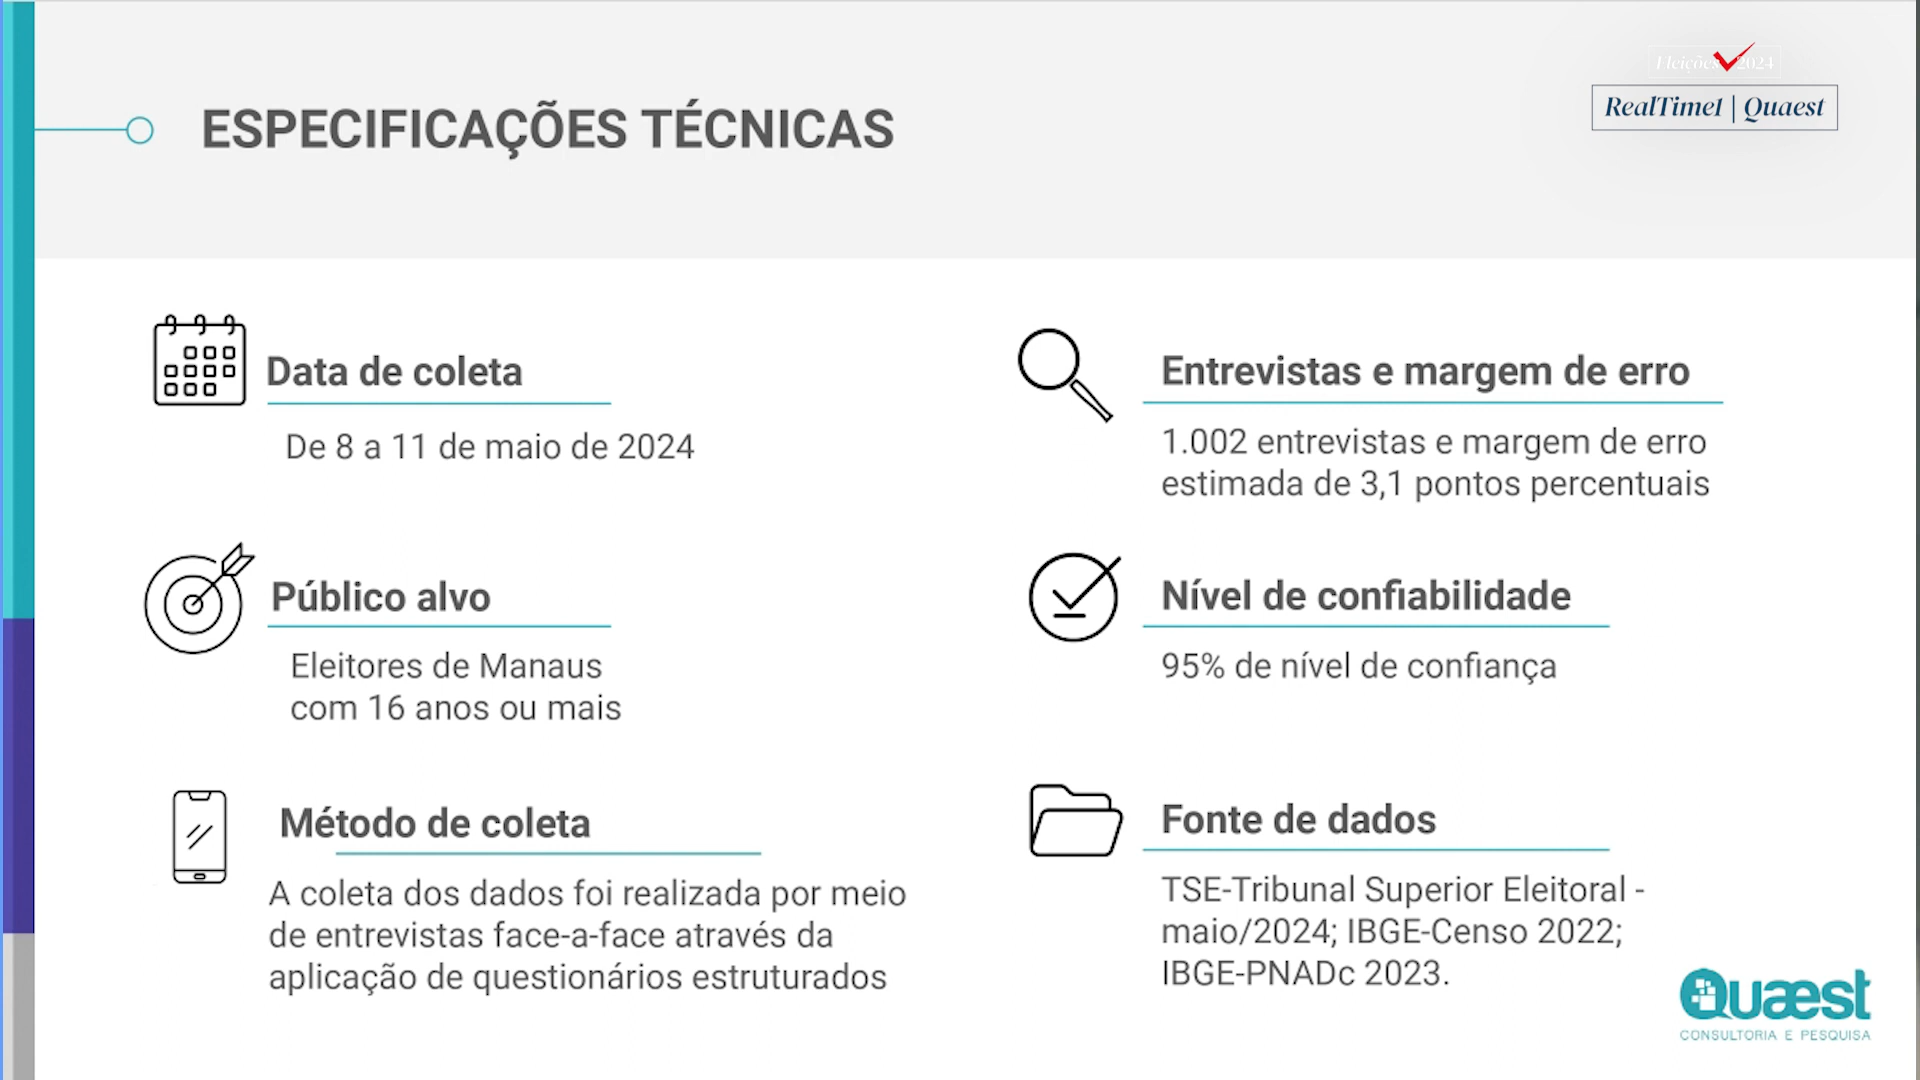 Eleições 2024
RealTime1 | Quaest
ESPECIFICAÇÕES TÉCNICAS
Data de coleta
De 8 a 11 de maio de 2024
Público alvo
Eleitores de Manaus
com 16 anos ou mais
Método de coleta
A coleta dos dados foi realizada por meio
de entrevistas face-a-face através da
aplicação de questionários estruturados
Entrevistas e margem de erro
1.002 entrevistas e margem de erro
estimada de 3,1 pontos percentuais
Nível de confiabilidade
95% de nível de confiança
Fonte de dados
TSE-Tribunal Superior Eleitoral -
maio/2024; IBGE-Censo 2022;
IBGE-PNADc 2023.
Quaest
CONSULTORIA E PESQUISA